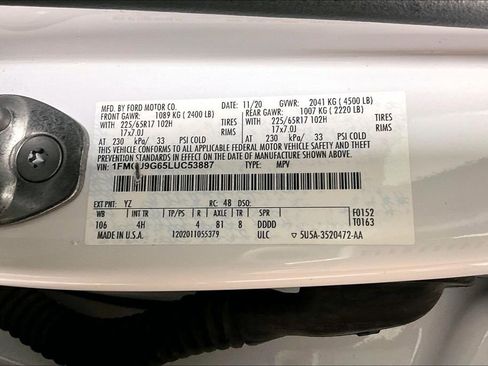 MFD. BY FORD MOTOR CO. DATE: 11/20 GVWR: 2041 KG ( 4500 LB)
FRONT GAWR: 1089 KG ( 2400 LB) REAR GAWR: 1007 KG ( 2220 LB)
WITH 225/65R17 102H TIRES WITH 225/65R17 102H TIRES
17x7.0J RIMS 17x7.0J RIMS
AT 230 kPa/ 33 PSI COLD AT 230 kPa/ 33 PSI COLD
THIS VEHICLE CONFORMS TO ALL APPLICABLE FEDERAL MOTOR VEHICLE SAFETY AND THEFT
PREVENTION STANDARDS IN EFFECT ON THE DATE OF MANUFACTURE SHOWN ABOVE.
VIN: TYPE: MPV
EXT PNT: YZ RC: 48 DSO:
WB INT TR TP/PS R AXLE TR SPR F0152
106 4H 4 81 8 DDDD T0163
MADE IN U.S.A. 1202011055379 ULC 5U5A-3520472-AA